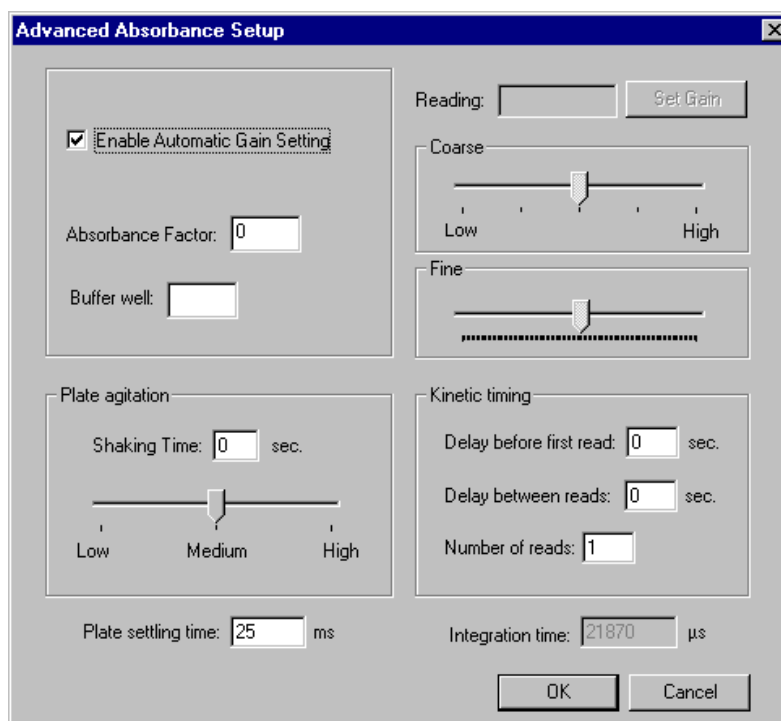 Advanced Absorbance Setup
Enable Automatic Gain Setting
Absorbance Factor: 0
Buffer well:
Reading: Set Gain
Coarse
Low High
Fine
Plate agitation
Shaking Time: 0 sec.
Low Medium High
Kinetic timing
Delay before first read: 0 sec.
Delay between reads: 0 sec.
Number of reads: 1
Plate settling time: 25 ms
Integration time: 21870 µs
OK Cancel